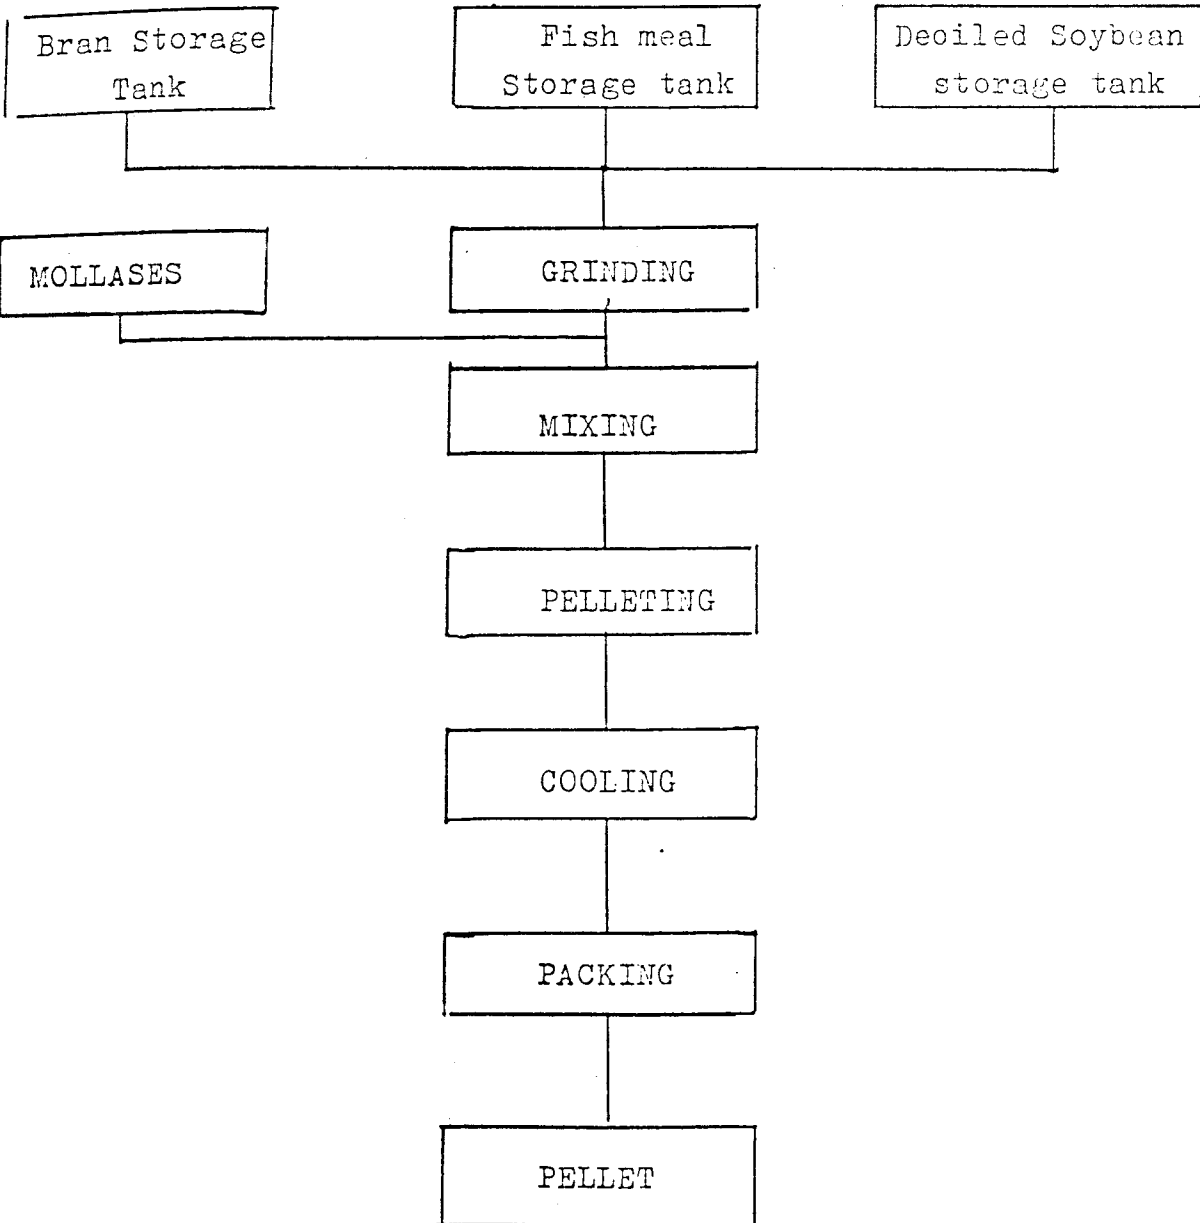 Bran Storage
Tank
Fish meal
Storage tank
Deoiled Soybean
storage tank
MOLLASES
GRINDING
MIXING
PELLETING
COOLING
PACKING
PELLET